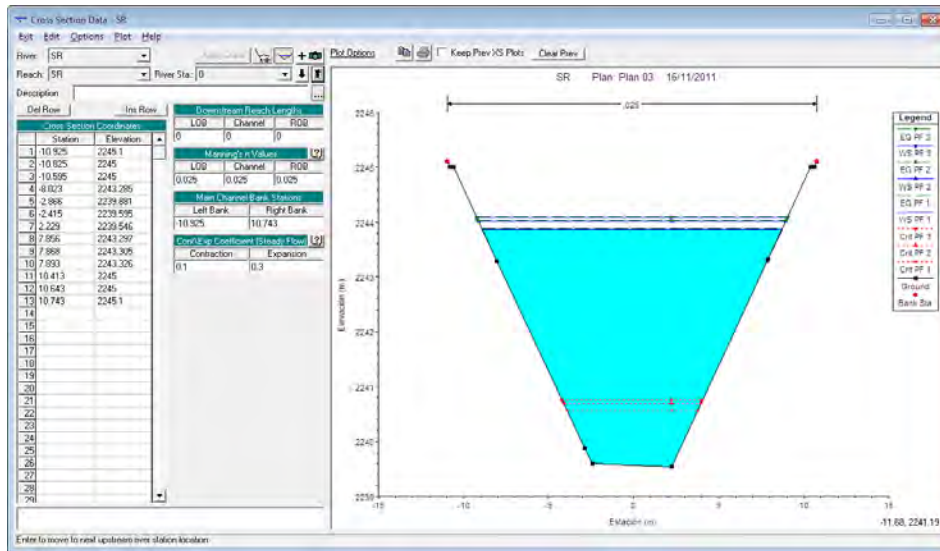 Cross Section Data - SR
Exit Edit Options Plot Help
River: SR
Reach: SR River Sta.: 0
Description
Del Row Ins Row
Plot Options Keep Prev XS Plots Clear Prev
Cross Section Coordinates
Station Elevation
1 -10.925 2245.1
2 -10.825 2245
3 -10.595 2245
4 -8.023 2243.285
5 -2.866 2239.881
6 -2.415 2239.595
7 2.229 2239.546
8 7.856 2243.297
9 7.868 2243.305
10 7.893 2243.326
11 10.413 2245
12 10.643 2245
13 10.743 2245.1
14
15
16
17
18
19
20
21
22
23
24
25
26
27
28
29
Downstream Reach Lengths
LOB Channel ROB
0 0 0
Manning's n Values
LOB Channel ROB
0.025 0.025 0.025
Main Channel Bank Stations
Left Bank Right Bank
-10.925 10.743
Cont\Exp Coefficient (Steady Flow)
Contraction Expansion
0.1 0.3
SR Plan: Plan 03 16/11/2011
.025
2246
2245
2244
2243
2242
2241
2240
2239
Elevación (m)
-15 -10 -5 0 5 10 15
Estación (m)
Legend
EG PF 3
WS PF 3
EG PF 2
WS PF 2
EG PF 1
WS PF 1
Crit PF 3
Crit PF 2
Crit PF 1
Ground
Bank Sta
-11.68, 2241.19
Enter to move to next upstream river station location